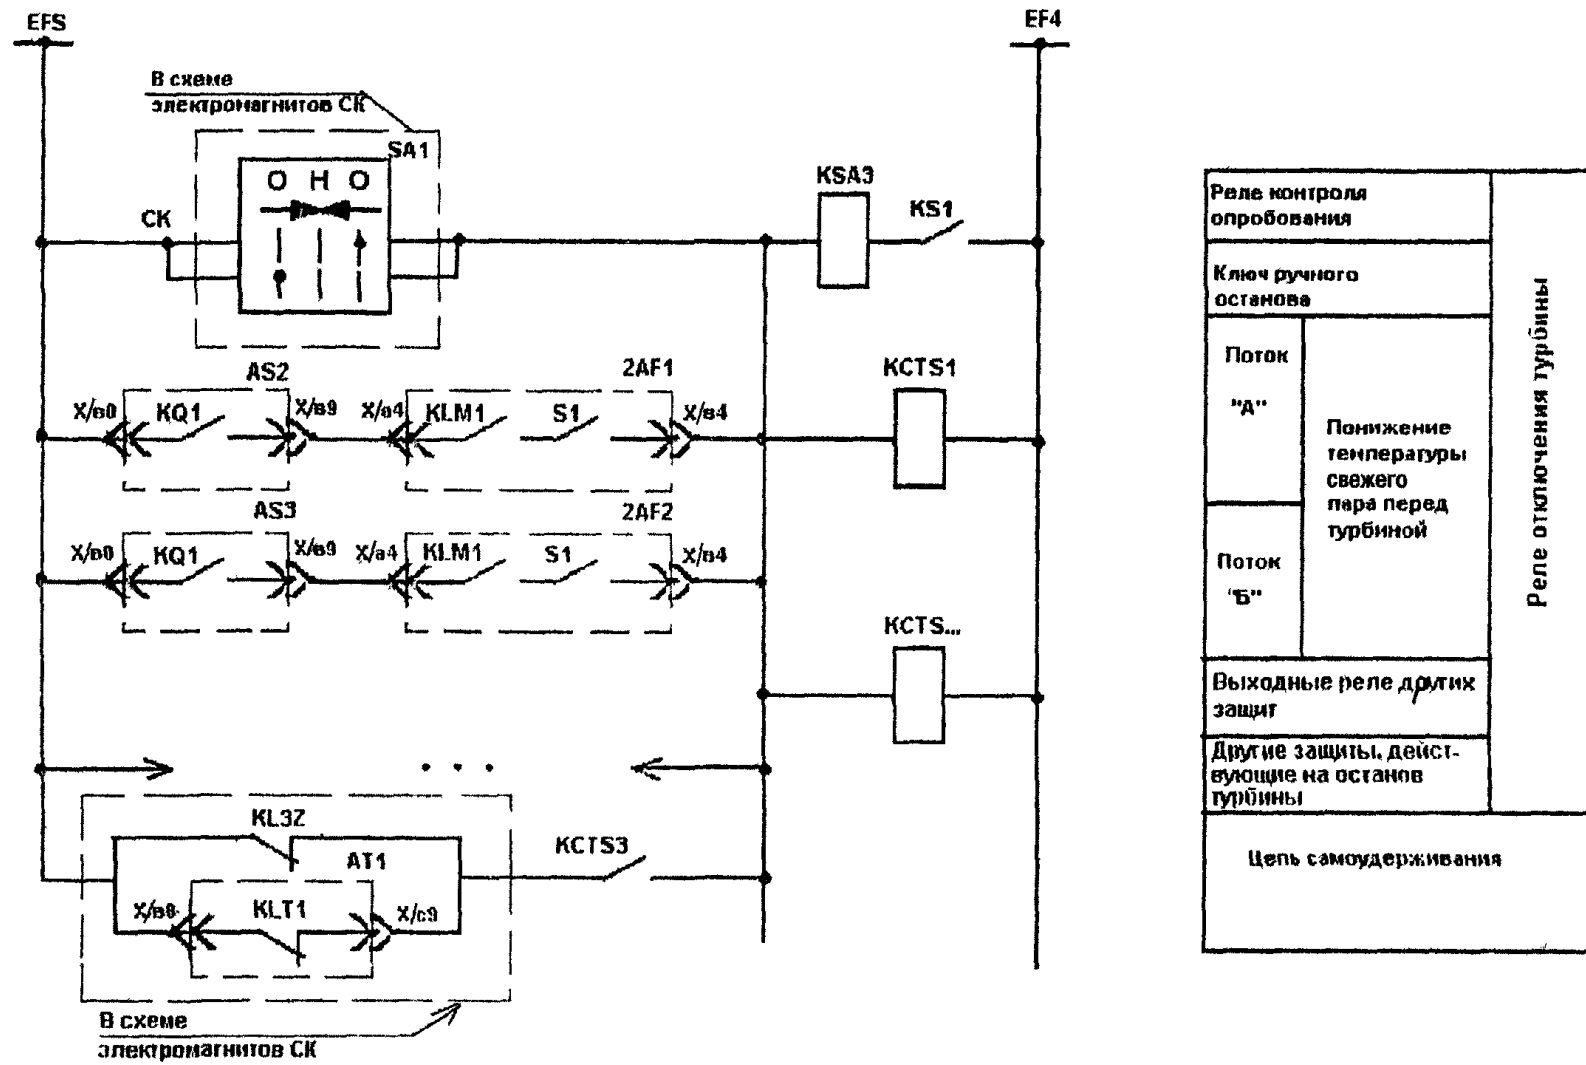 EFS
EF4
В схеме
электромагнитов СК
SA1
О Н О
СК
KSA3
KS1
AS2
2AF1
KCTS1
X/в0
KQ1
X/в9
X/а4
KLM1
S1
X/в4
AS3
2AF2
X/в0
KQ1
X/в9
X/а4
KLM1
S1
X/в4
KCTS...
. . .
KL3Z
KCTS3
AT1
X/в8
KLT1
X/с9
В схеме
электромагнитов СК
Реле контроля
опробования
Ключ ручного
останова
Поток
"А"
Понижение
температуры
свежего
пара перед
турбиной
Поток
"Б"
Выходные реле других
защит
Другие защиты, дейст-
вующие на останов
турбины
Реле отключения турбины
Цепь самоудерживания